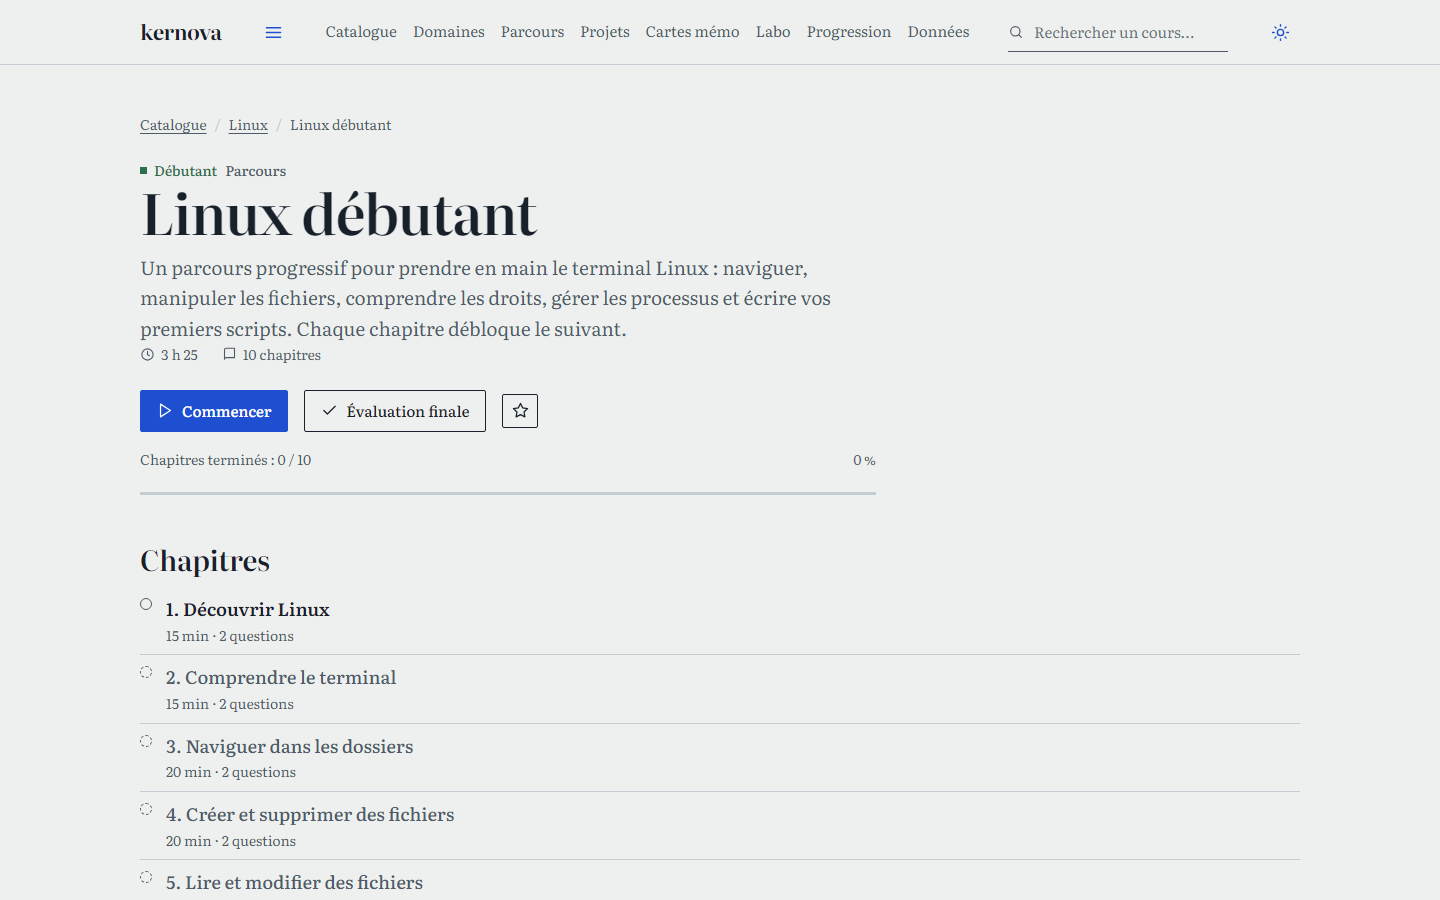 kernova
Catalogue Domaines Parcours Projets Cartes mémo Labo Progression Données
Rechercher un cours...
Catalogue / Linux / Linux débutant
Débutant Parcours
Linux débutant
Un parcours progressif pour prendre en main le terminal Linux : naviguer,
manipuler les fichiers, comprendre les droits, gérer les processus et écrire vos
premiers scripts. Chaque chapitre débloque le suivant.
3 h 25 10 chapitres
Commencer
Évaluation finale
Chapitres terminés : 0 / 10 0 %
Chapitres
1. Découvrir Linux
15 min · 2 questions
2. Comprendre le terminal
15 min · 2 questions
3. Naviguer dans les dossiers
20 min · 2 questions
4. Créer et supprimer des fichiers
20 min · 2 questions
5. Lire et modifier des fichiers